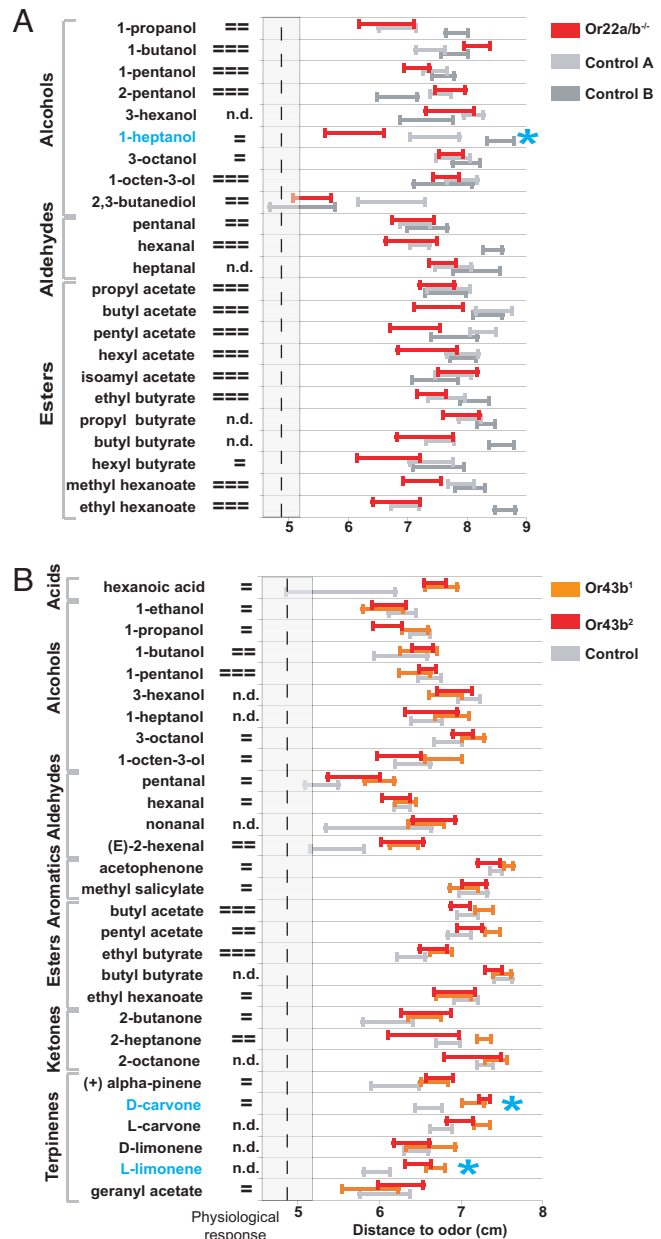 A
Or22a/b-/-
Control A
Control B
Alcohols
1-propanol ==
1-butanol ===
1-pentanol ===
2-pentanol ===
3-hexanol n.d.
1-heptanol = *
3-octanol =
1-octen-3-ol ===
2,3-butanediol ==
Aldehydes
pentanal ==
hexanal ===
heptanal n.d.
Esters
propyl acetate ===
butyl acetate ===
pentyl acetate ===
hexyl acetate ===
isoamyl acetate ===
ethyl butyrate ===
propyl butyrate n.d.
butyl butyrate n.d.
hexyl butyrate =
methyl hexanoate ===
ethyl hexanoate ===
5 6 7 8 9
B
Or43b1
Or43b2
Control
Acids
hexanoic acid =
Alcohols
1-ethanol =
1-propanol =
1-butanol ==
1-pentanol ===
3-hexanol n.d.
1-heptanol n.d.
3-octanol =
1-octen-3-ol =
Aldehydes
pentanal =
hexanal =
nonanal n.d.
(E)-2-hexenal ==
Aromatics
acetophenone =
methyl salicylate =
Esters
butyl acetate ===
pentyl acetate ==
ethyl butyrate ===
butyl butyrate n.d.
ethyl hexanoate =
Ketones
2-butanone =
2-heptanone ==
2-octanone n.d.
Terpinenes
(+) alpha-pinene =
D-carvone = *
L-carvone n.d.
D-limonene n.d.
L-limonene n.d. *
geranyl acetate =
5 6 7 8
Physiological
response
Distance to odor (cm)